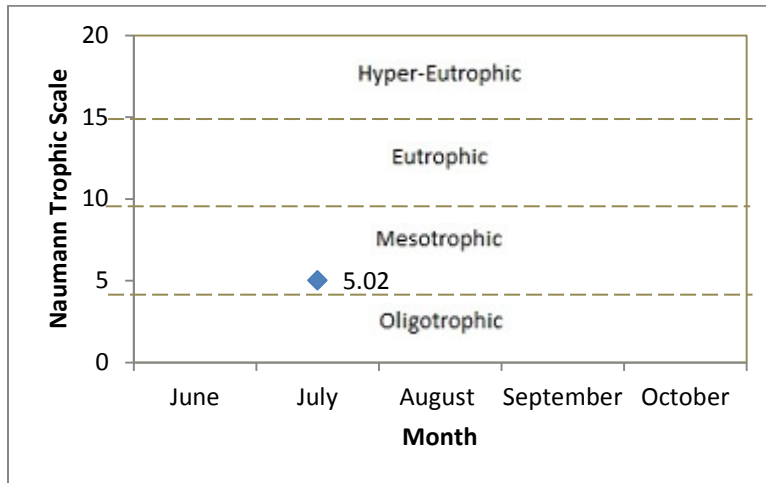 Naumann Trophic Scale
20
15
10
5
0
Hyper-Eutrophic
Eutrophic
Mesotrophic
5.02
Oligotrophic
June July August September October
Month